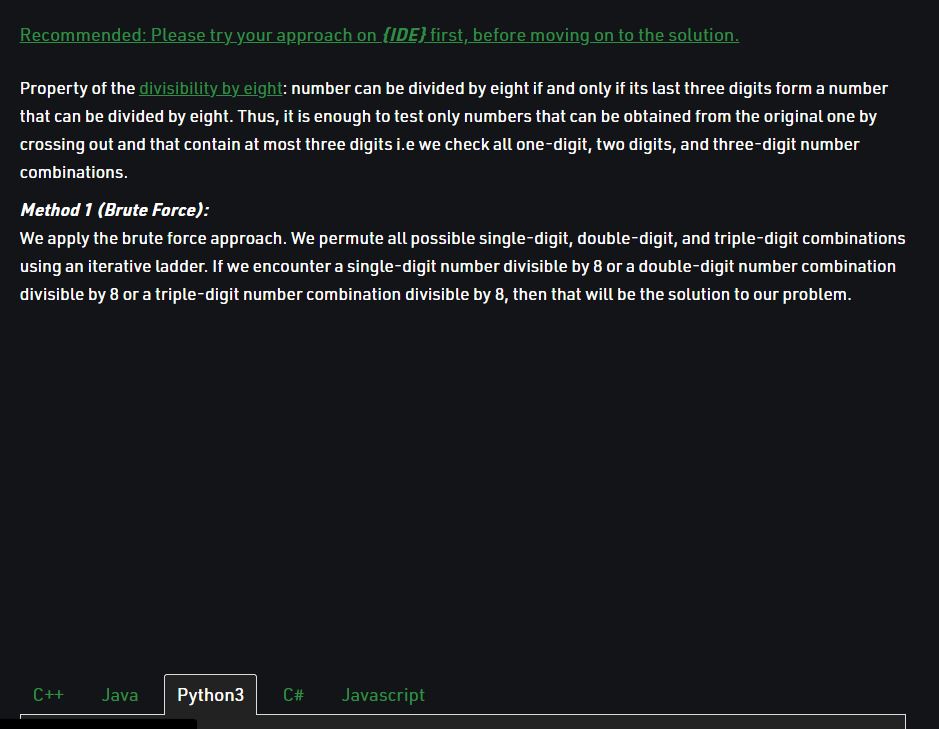 Recommended: Please try your approach on {IDE} first, before moving on to the solution.
Property of the divisibility by eight: number can be divided by eight if and only if its last three digits form a number
that can be divided by eight. Thus, it is enough to test only numbers that can be obtained from the original one by
crossing out and that contain at most three digits i.e we check all one-digit, two digits, and three-digit number
combinations.
Method 1 (Brute Force):
We apply the brute force approach. We permute all possible single-digit, double-digit, and triple-digit combinations
using an iterative ladder. If we encounter a single-digit number divisible by 8 or a double-digit number combination
divisible by 8 or a triple-digit number combination divisible by 8, then that will be the solution to our problem.
C++ Java Python3 C# Javascript